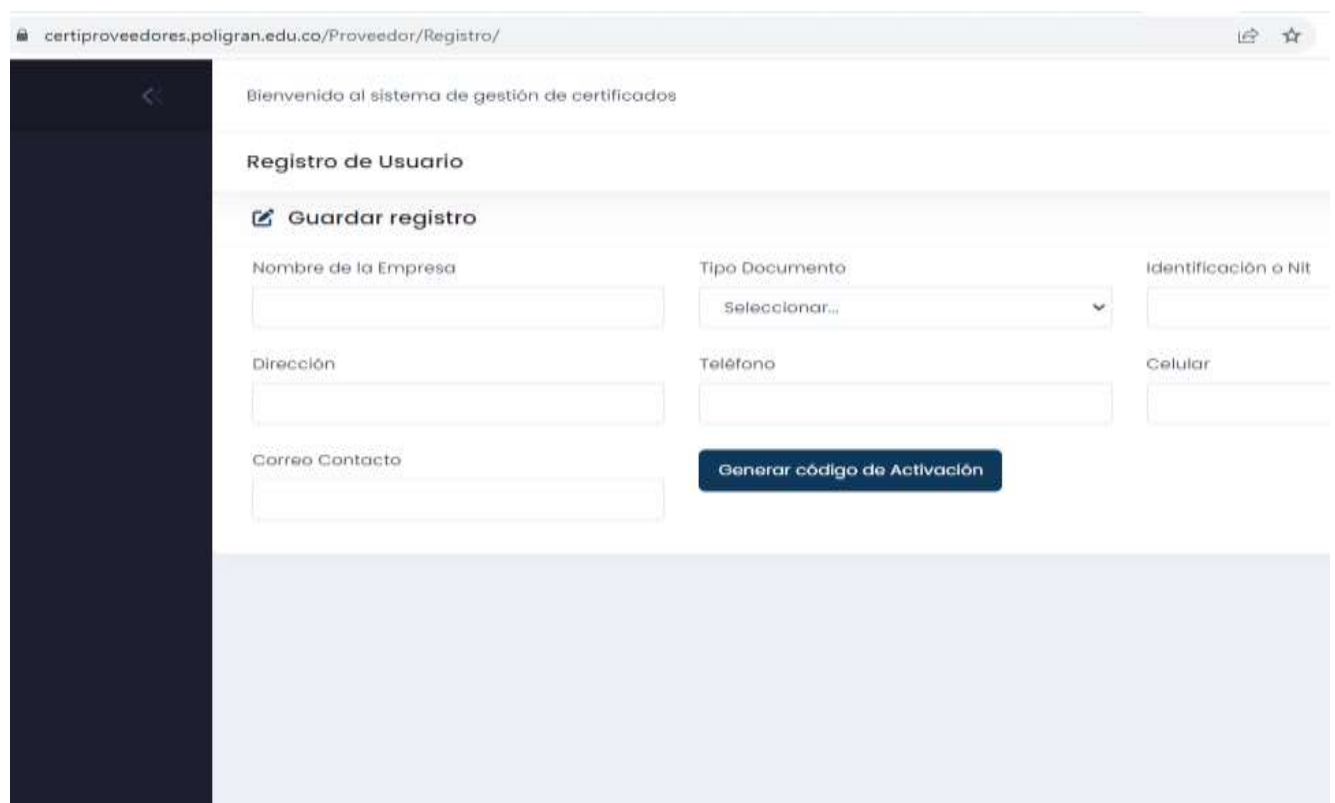 certiproveedores.poligran.edu.co/Proveedor/Registro/
Bienvenido al sistema de gestión de certificados
Registro de Usuario
Guardar registro
Nombre de la Empresa
Tipo Documento
Identificación o Nit
Seleccionar...
Dirección
Teléfono
Celular
Correo Contacto
Generar código de Activación